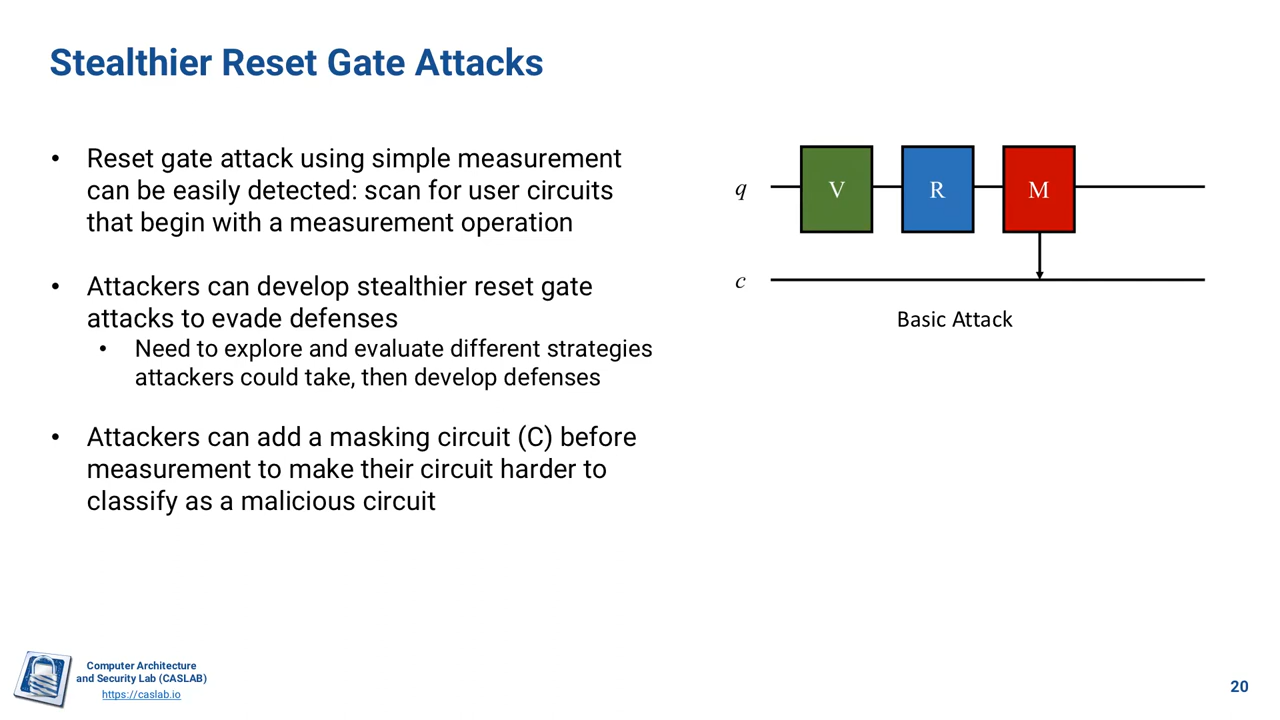 Stealthier Reset Gate Attacks
• Reset gate attack using simple measurement
can be easily detected: scan for user circuits
that begin with a measurement operation
• Attackers can develop stealthier reset gate
attacks to evade defenses
• Need to explore and evaluate different strategies
attackers could take, then develop defenses
• Attackers can add a masking circuit (C) before
measurement to make their circuit harder to
classify as a malicious circuit
q V R M
c
Basic Attack
Computer Architecture
and Security Lab (CASLAB)
https://caslab.io
20